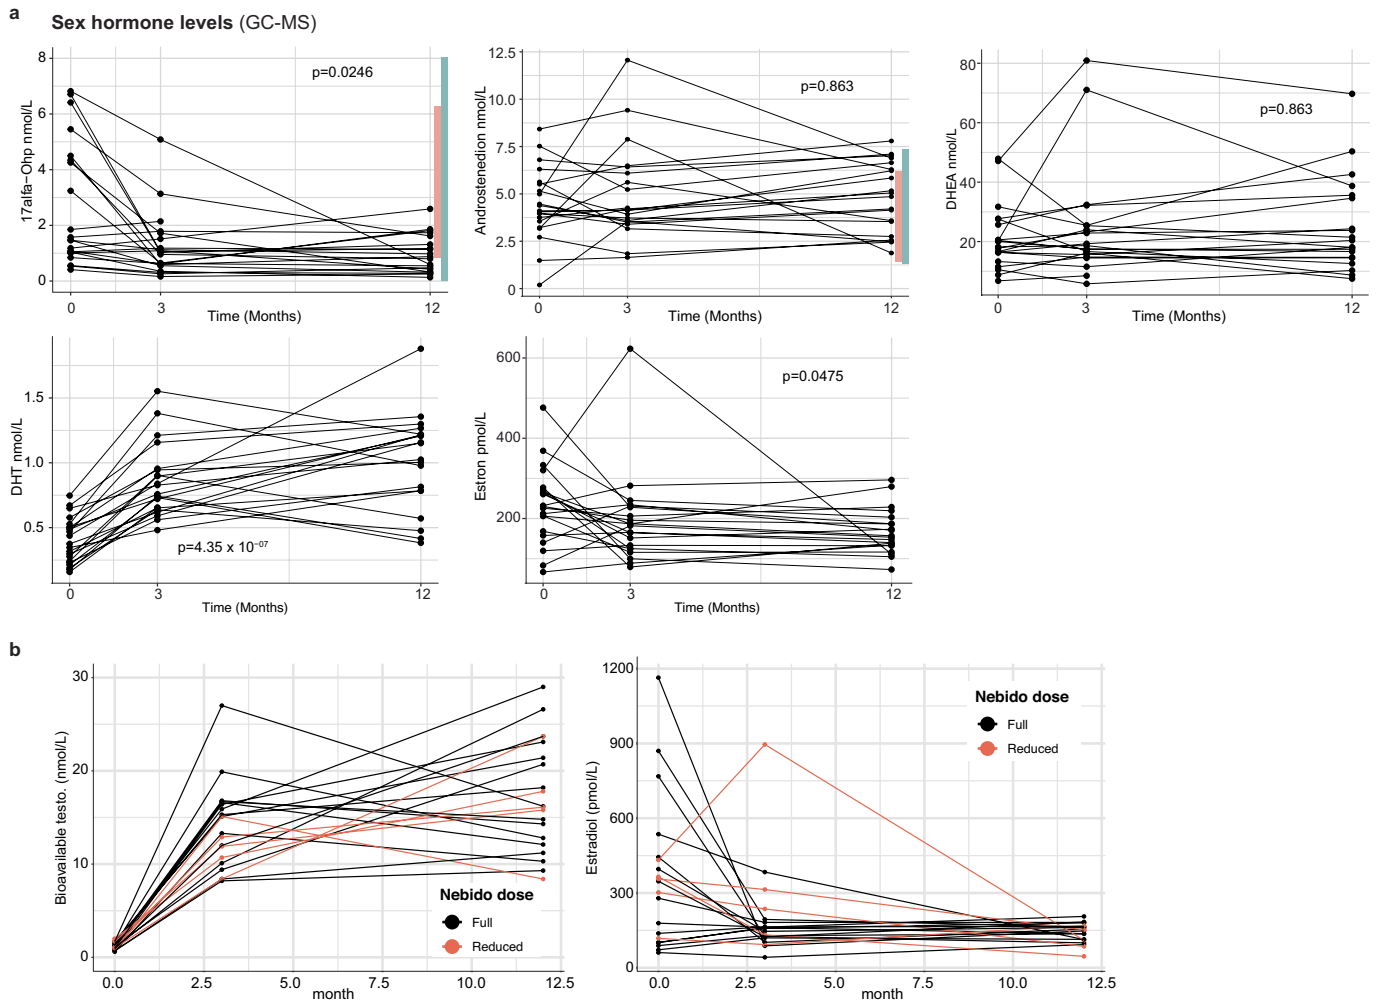 a
Sex hormone levels (GC-MS)
17alfa−Ohp nmol/L
8
6
4
2
0
p=0.0246
0 3 12
Time (Months)
Androstenedion nmol/L
12.5
10.0
7.5
5.0
2.5
0
p=0.863
0 3 12
Time (Months)
DHEA nmol/L
80
60
40
20
p=0.863
0 3 12
Time (Months)
DHT nmol/L
1.5
1.0
0.5
p=4.35 x 10⁻⁰⁷
0 3 12
Time (Months)
Estron pmol/L
600
400
200
p=0.0475
0 3 12
Time (Months)
b
Bioavailable testo. (nmol/L)
30
20
10
0
Nebido dose
Full
Reduced
0.0 2.5 5.0 7.5 10.0 12.5
month
Estradiol (pmol/L)
1200
900
600
300
0
Nebido dose
Full
Reduced
0.0 2.5 5.0 7.5 10.0 12.5
month